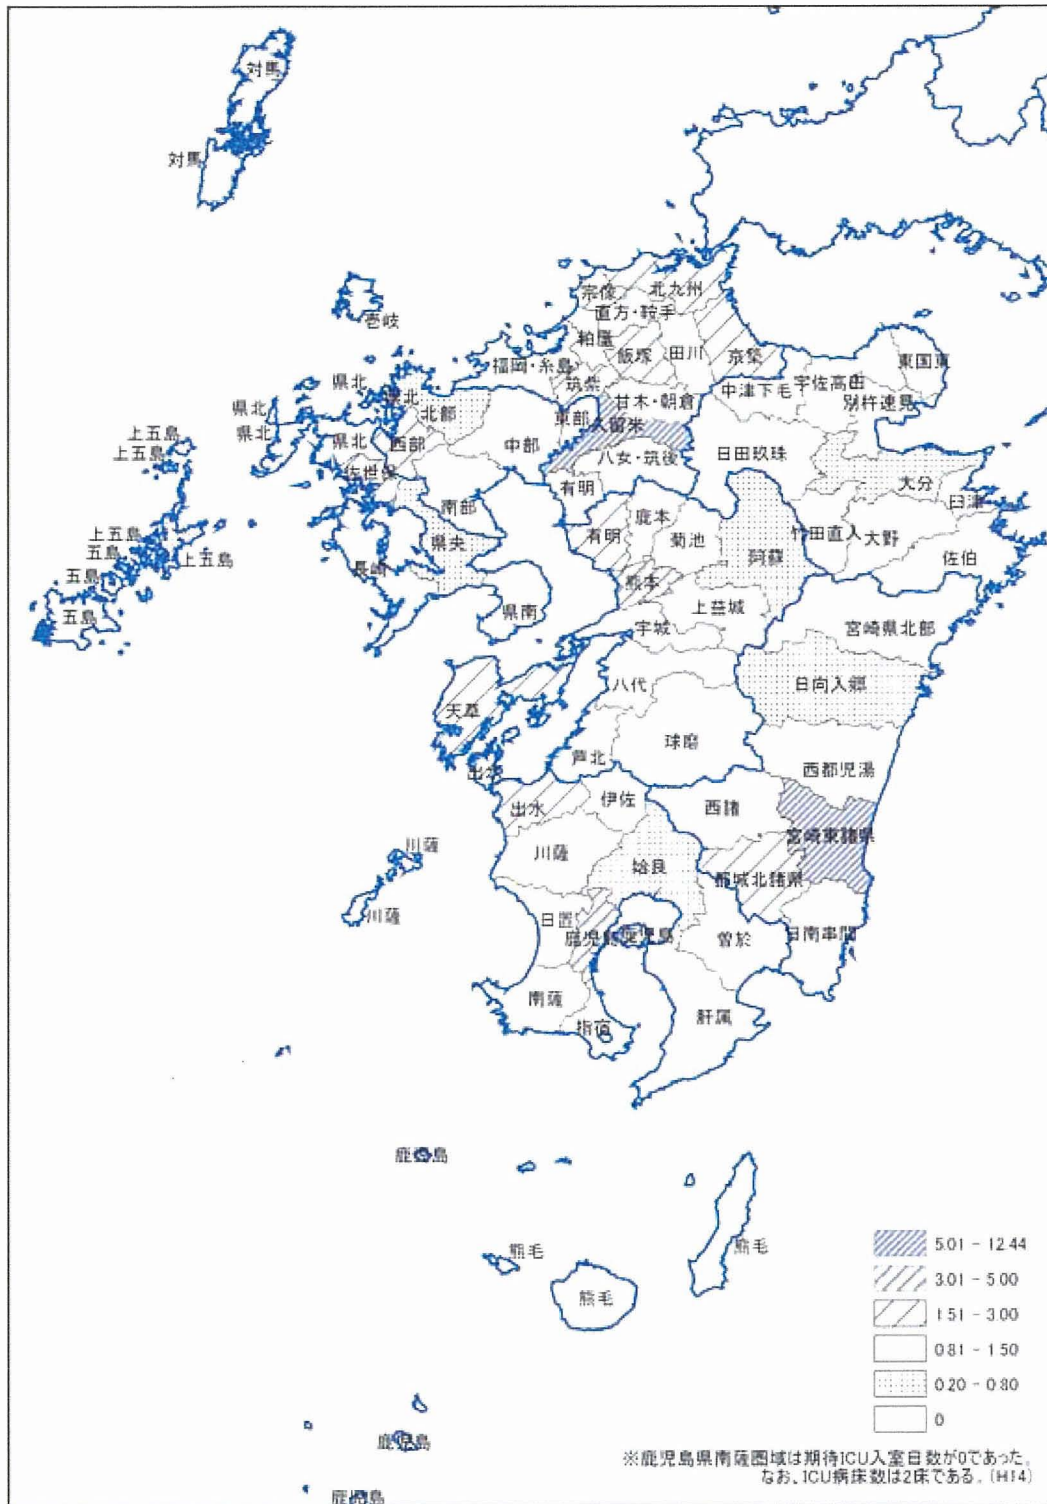 対馬
対馬
壱岐
宗像
北九州
直方・鞍手
粕屋
飯塚
田川
京築
福岡・糸島
筑紫
甘木・朝倉
中津下毛
宇佐高田
東国東
別杵速見
県北
県北
県北
県北
県北
北部
西部
中部
東部
久留米
八女・筑後
日田玖珠
大分
臼津
上五島
上五島
佐世保
南部
有明
有明
鹿本
菊池
阿蘇
竹田直入
大野
佐伯
上五島
五島
上五島
五島
五島
県央
長崎
県南
熊本
上益城
宇城
宮崎県北部
日向入郷
八代
天草
球磨
芦北
西都児湯
出水
出水
伊佐
西諸
宮崎東諸県
川薩
川薩
川薩
姶良
都城北諸県
日置
鹿児島
鹿児島
曽於
日南串間
南薩
指宿
肝属
鹿児島
熊毛
熊毛
熊毛
鹿児島
鹿児島
5.01 - 12.44
3.01 - 5.00
1.51 - 3.00
0.81 - 1.50
0.20 - 0.80
0
※鹿児島県南薩圏域は期待ICU入室日数が0であった。
なお、ICU病床数は2床である。(H14)